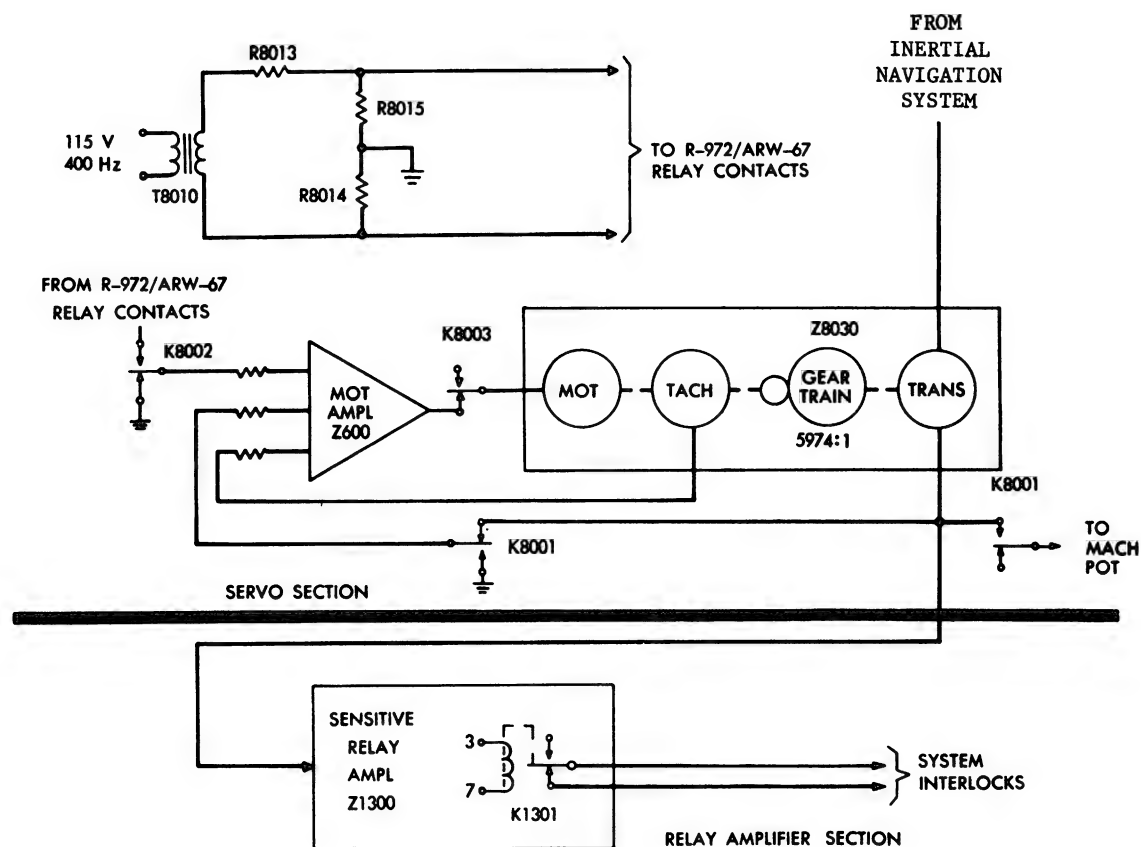 FROM
INERTIAL
NAVIGATION
SYSTEM
R8013
R8015
115 V
400 Hz
T8010
R8014
TO R-972/ARW-67
RELAY CONTACTS
FROM R-972/ARW-67
RELAY CONTACTS
K8002
K8003
MOT
AMPL
Z600
Z8030
MOT
TACH
GEAR
TRAIN
TRANS
5974:1
K8001
K8001
TO
MACH
POT
SERVO SECTION
SENSITIVE
RELAY
AMPL
Z1300
3
7
K1301
SYSTEM
INTERLOCKS
RELAY AMPLIFIER SECTION